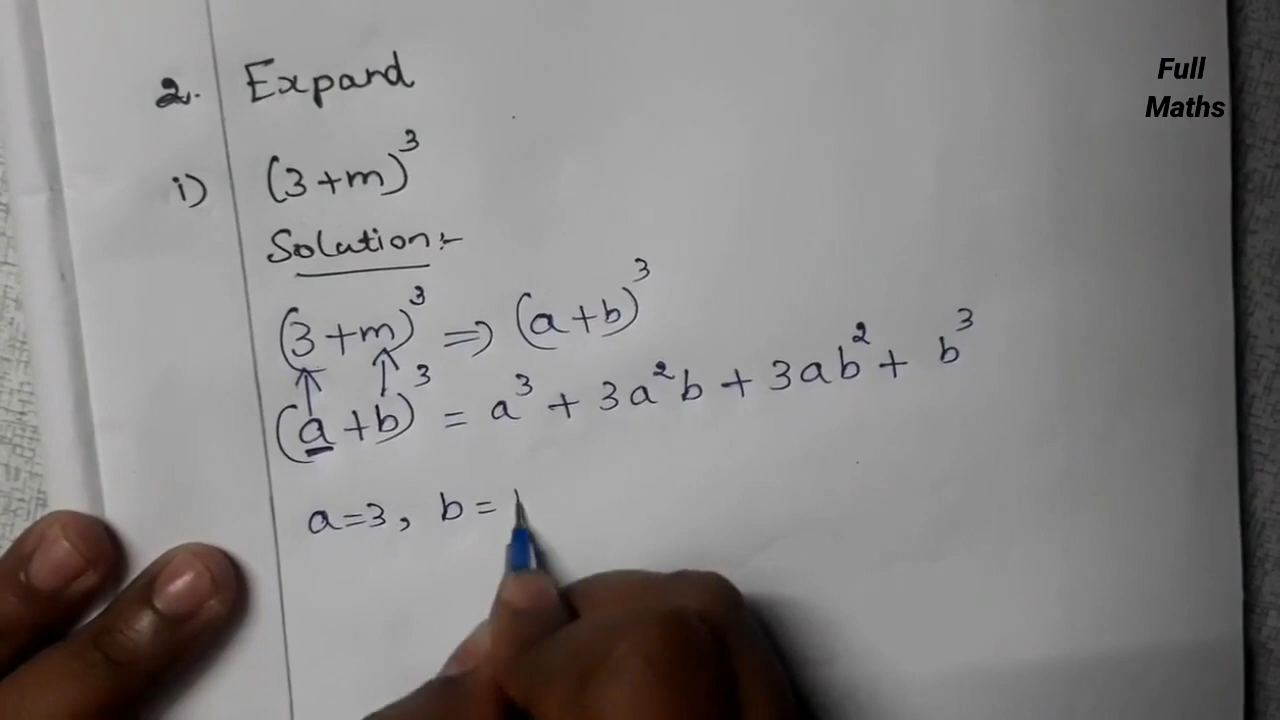 Full
Maths
2. Expand
i) (3+m)³
Solution:-
(3+m)³ ⇒ (a+b)³
(a+b)³ = a³ + 3a²b + 3ab² + b³
a=3, b=